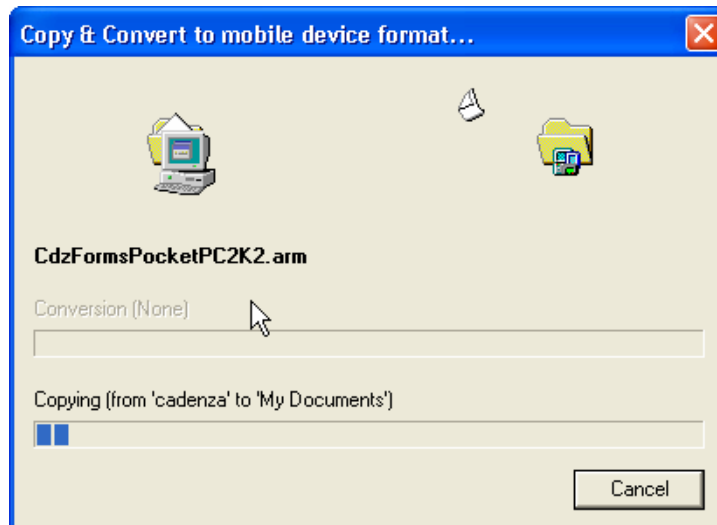 Copy & Convert to mobile device format...
CdzFormsPocketPC2K2.arm
Conversion (None)
Copying (from 'cadenza' to 'My Documents')
Cancel